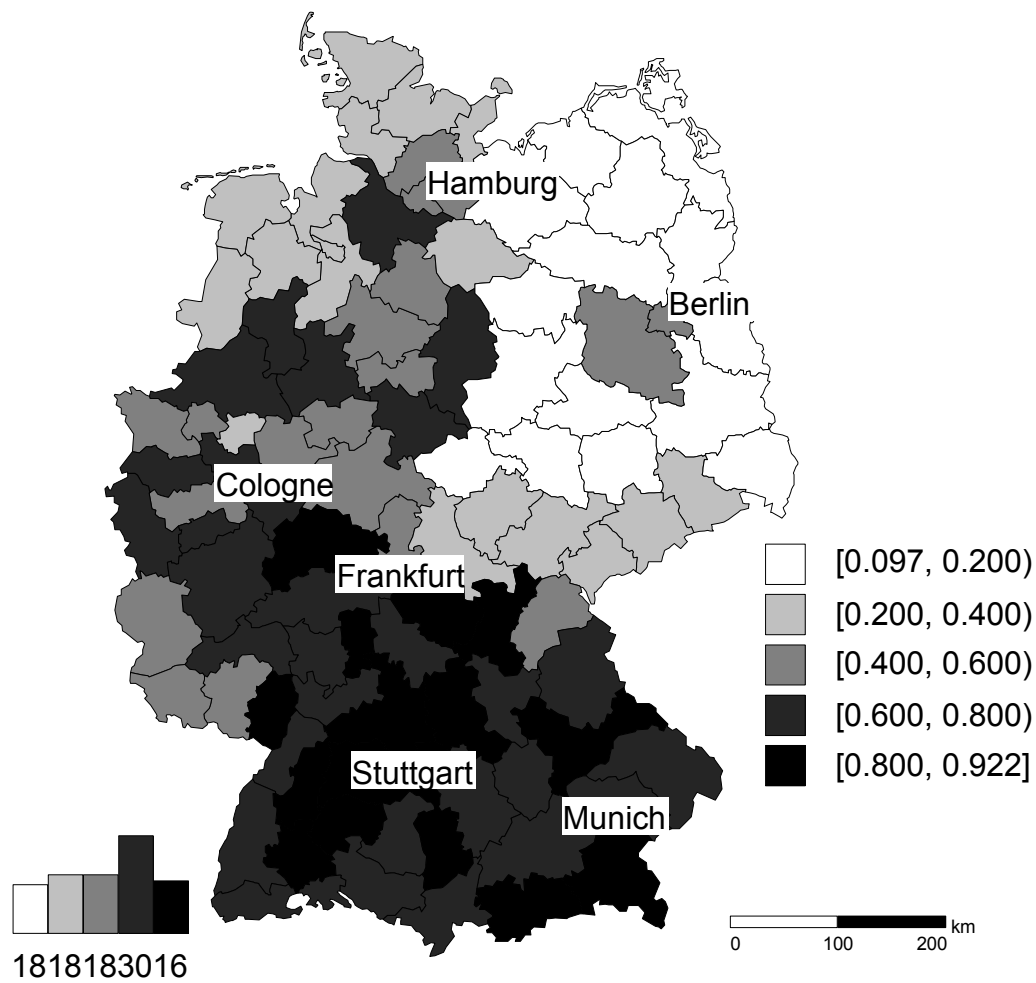 Hamburg
Berlin
Cologne
Frankfurt
Stuttgart
Munich
[0.097, 0.200)
[0.200, 0.400)
[0.400, 0.600)
[0.600, 0.800)
[0.800, 0.922]
1818183016
km
0 100 200